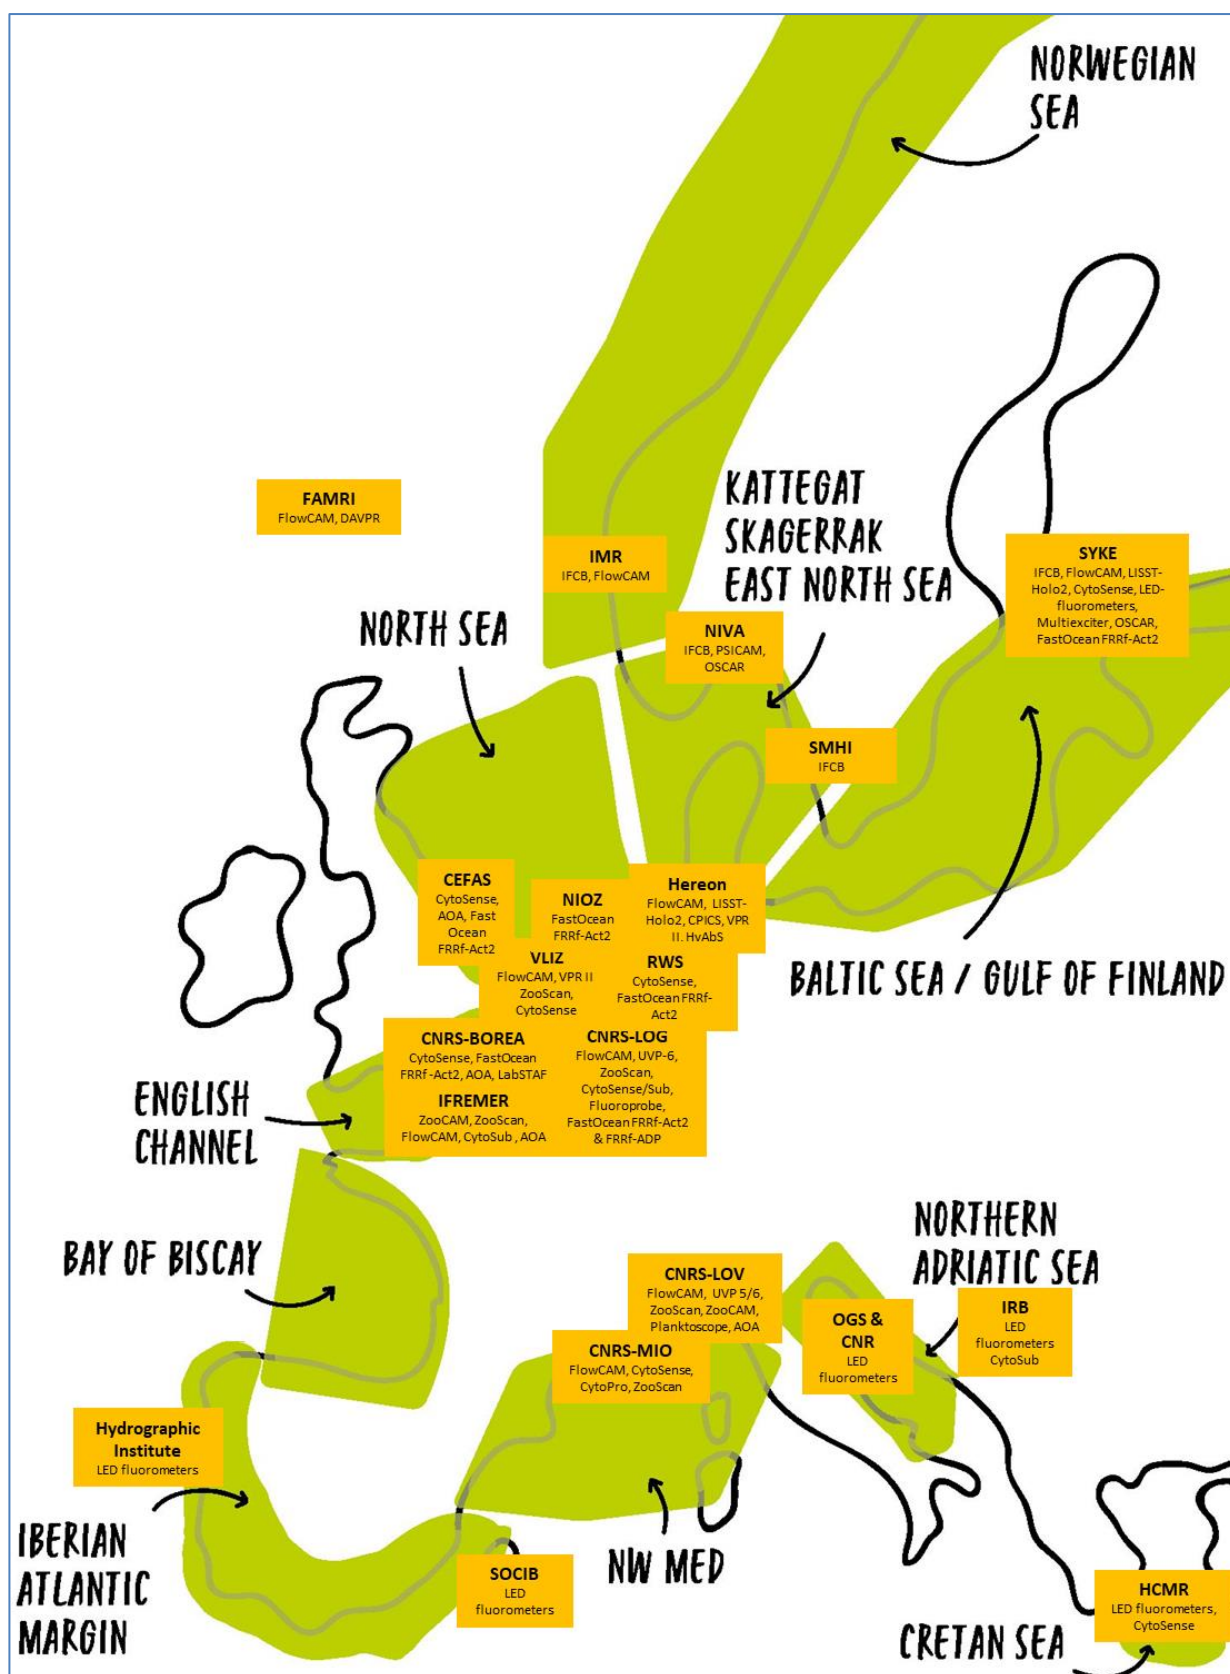 NORWEGIAN
SEA
FAMRI
FlowCAM, DAVPR
KATTEGAT
SKAGERRAK
EAST NORTH SEA
IMR
IFCB, FlowCAM
SYKE
IFCB, FlowCAM, LISST-
Holo2, CytoSense, LED-
fluorometers,
Multiexciter, OSCAR,
FastOcean FRRf-Act2
NORTH SEA
NIVA
IFCB, PSICAM,
OSCAR
SMHI
IFCB
CEFAS
CytoSense,
AOA, Fast
Ocean
FRRf-Act2
NIOZ
FastOcean
FRRf-Act2
Hereon
FlowCAM, LISST-
Holo2, CPICS, VPR
II. HvAbS
VLIZ
FlowCAM, VPR II
ZooScan,
CytoSense
RWS
CytoSense,
FastOcean FRRf-
Act2
BALTIC SEA / GULF OF FINLAND
CNRS-BOREA
CytoSense, FastOcean
FRRf -Act2, AOA, LabSTAF
CNRS-LOG
FlowCAM, UVP-6,
ZooScan,
CytoSense/Sub,
Fluoroprobe,
FastOcean FRRf-Act2
& FRRf-ADP
IFREMER
ZooCAM, ZooScan,
FlowCAM, CytoSub , AOA
ENGLISH
CHANNEL
BAY OF BISCAY
NORTHERN
ADRIATIC SEA
CNRS-LOV
FlowCAM, UVP 5/6,
ZooScan, ZooCAM,
Planktoscope, AOA
OGS &
CNR
LED
fluorometers
IRB
LED
fluorometers
CytoSub
CNRS-MIO
FlowCAM, CytoSense,
CytoPro, ZooScan
Hydrographic
Institute
LED fluorometers
IBERIAN
ATLANTIC
MARGIN
SOCIB
LED
fluorometers
NW MED
HCMR
LED fluorometers,
CytoSense
CRETAN SEA